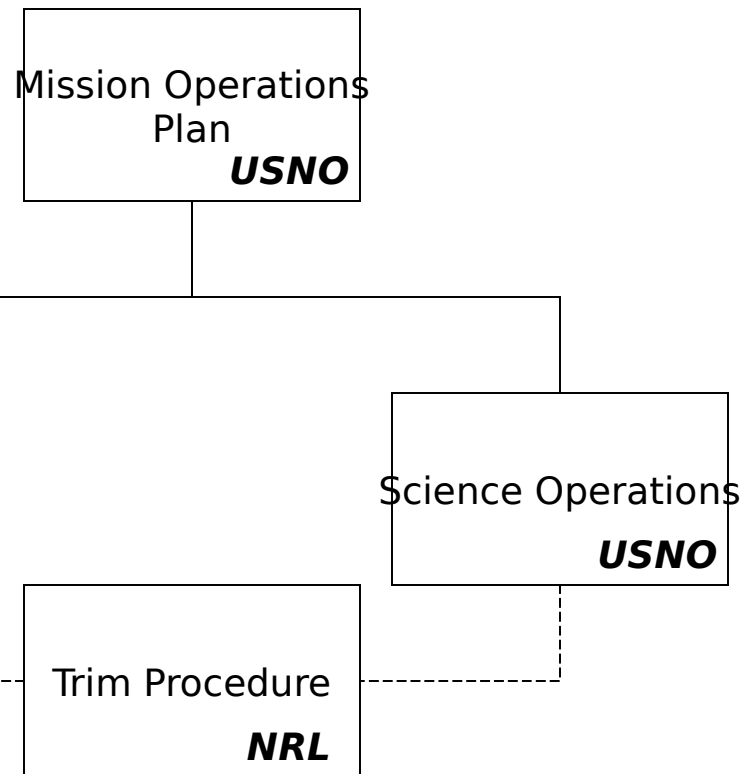 Mission Operations
Plan
USNO
Science Operations
USNO
Trim Procedure
NRL